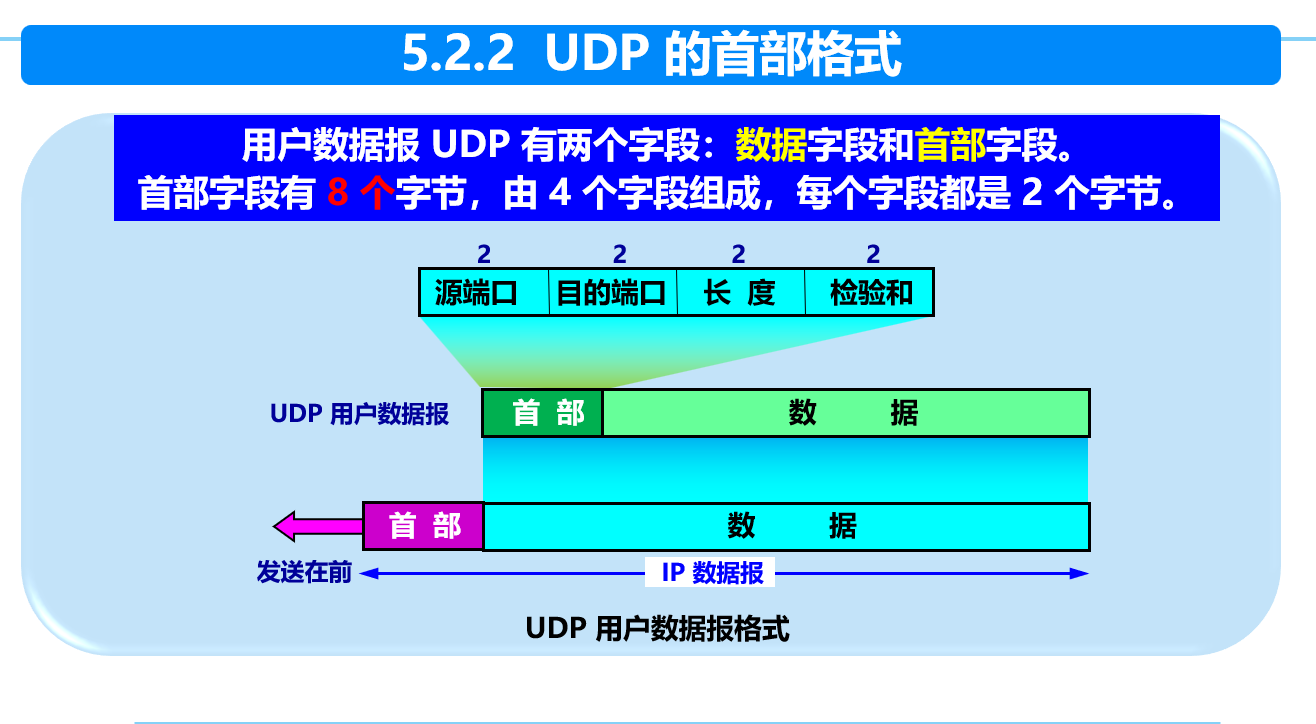 5.2.2 UDP 的首部格式
用户数据报 UDP 有两个字段：数据字段和首部字段。
首部字段有 8 个字节，由 4 个字段组成，每个字段都是 2 个字节。
2 2 2 2
源端口 目的端口 长 度 检验和
UDP 用户数据报 首 部 数 据
首 部 数 据
发送在前 IP 数据报
UDP 用户数据报格式